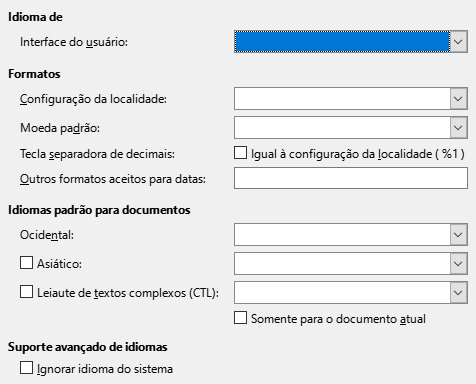 Idioma de
Interface do usuário:
Formatos
Configuração da localidade:
Moeda padrão:
Tecla separadora de decimais:
Igual à configuração da localidade ( %1 )
Outros formatos aceitos para datas:
Idiomas padrão para documentos
Ocidental:
Asiático:
Leiaute de textos complexos (CTL):
Somente para o documento atual
Suporte avançado de idiomas
Ignorar idioma do sistema